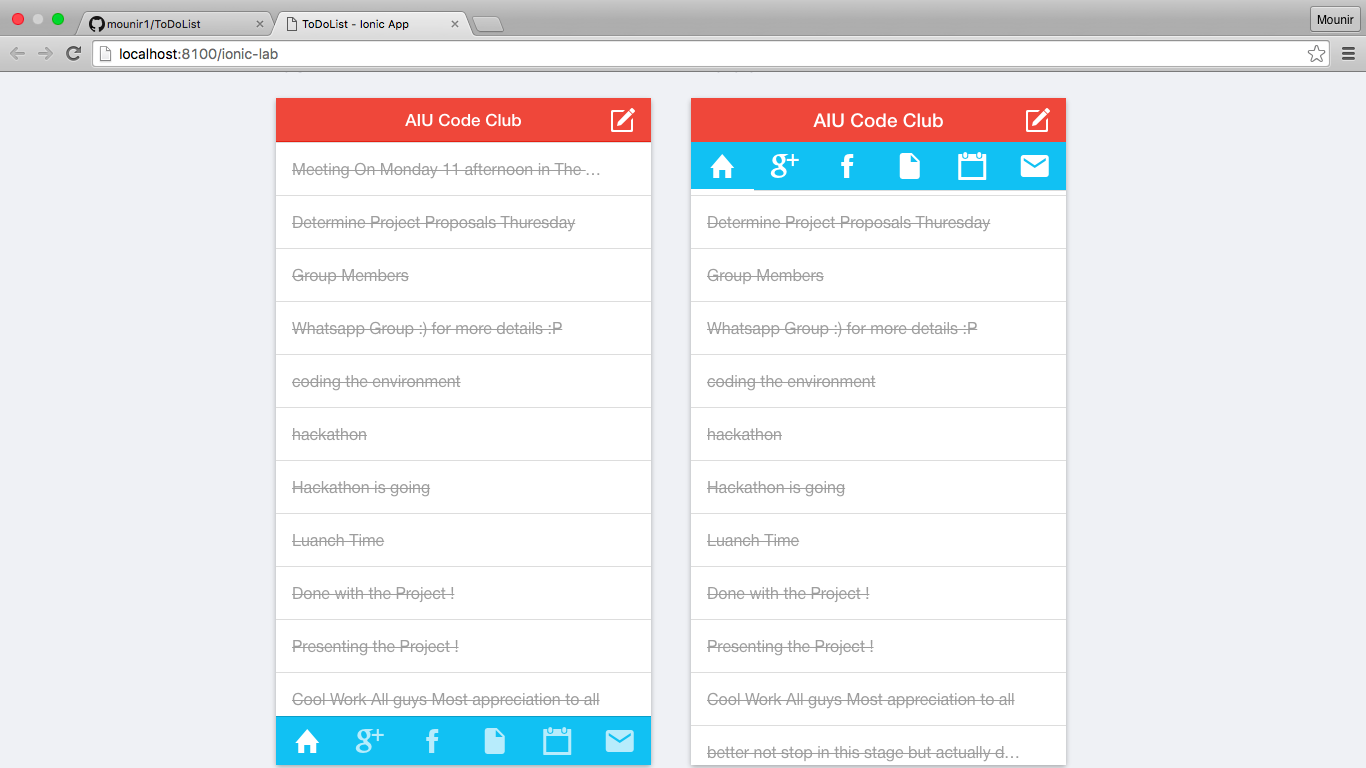 mounir1/ToDoList
ToDoList - Ionic App
Mounir
localhost:8100/ionic-lab
AIU Code Club
Meeting On Monday 11 afternoon in The ...
Determine Project Proposals Thuresday
Group Members
Whatsapp Group :) for more details :P
coding the environment
hackathon
Hackathon is going
Luanch Time
Done with the Project !
Presenting the Project !
Cool Work All guys Most appreciation to all
g+
f
AIU Code Club
g+
f
Determine Project Proposals Thuresday
Group Members
Whatsapp Group :) for more details :P
coding the environment
hackathon
Hackathon is going
Luanch Time
Done with the Project !
Presenting the Project !
Cool Work All guys Most appreciation to all
better not stop in this stage but actually d...